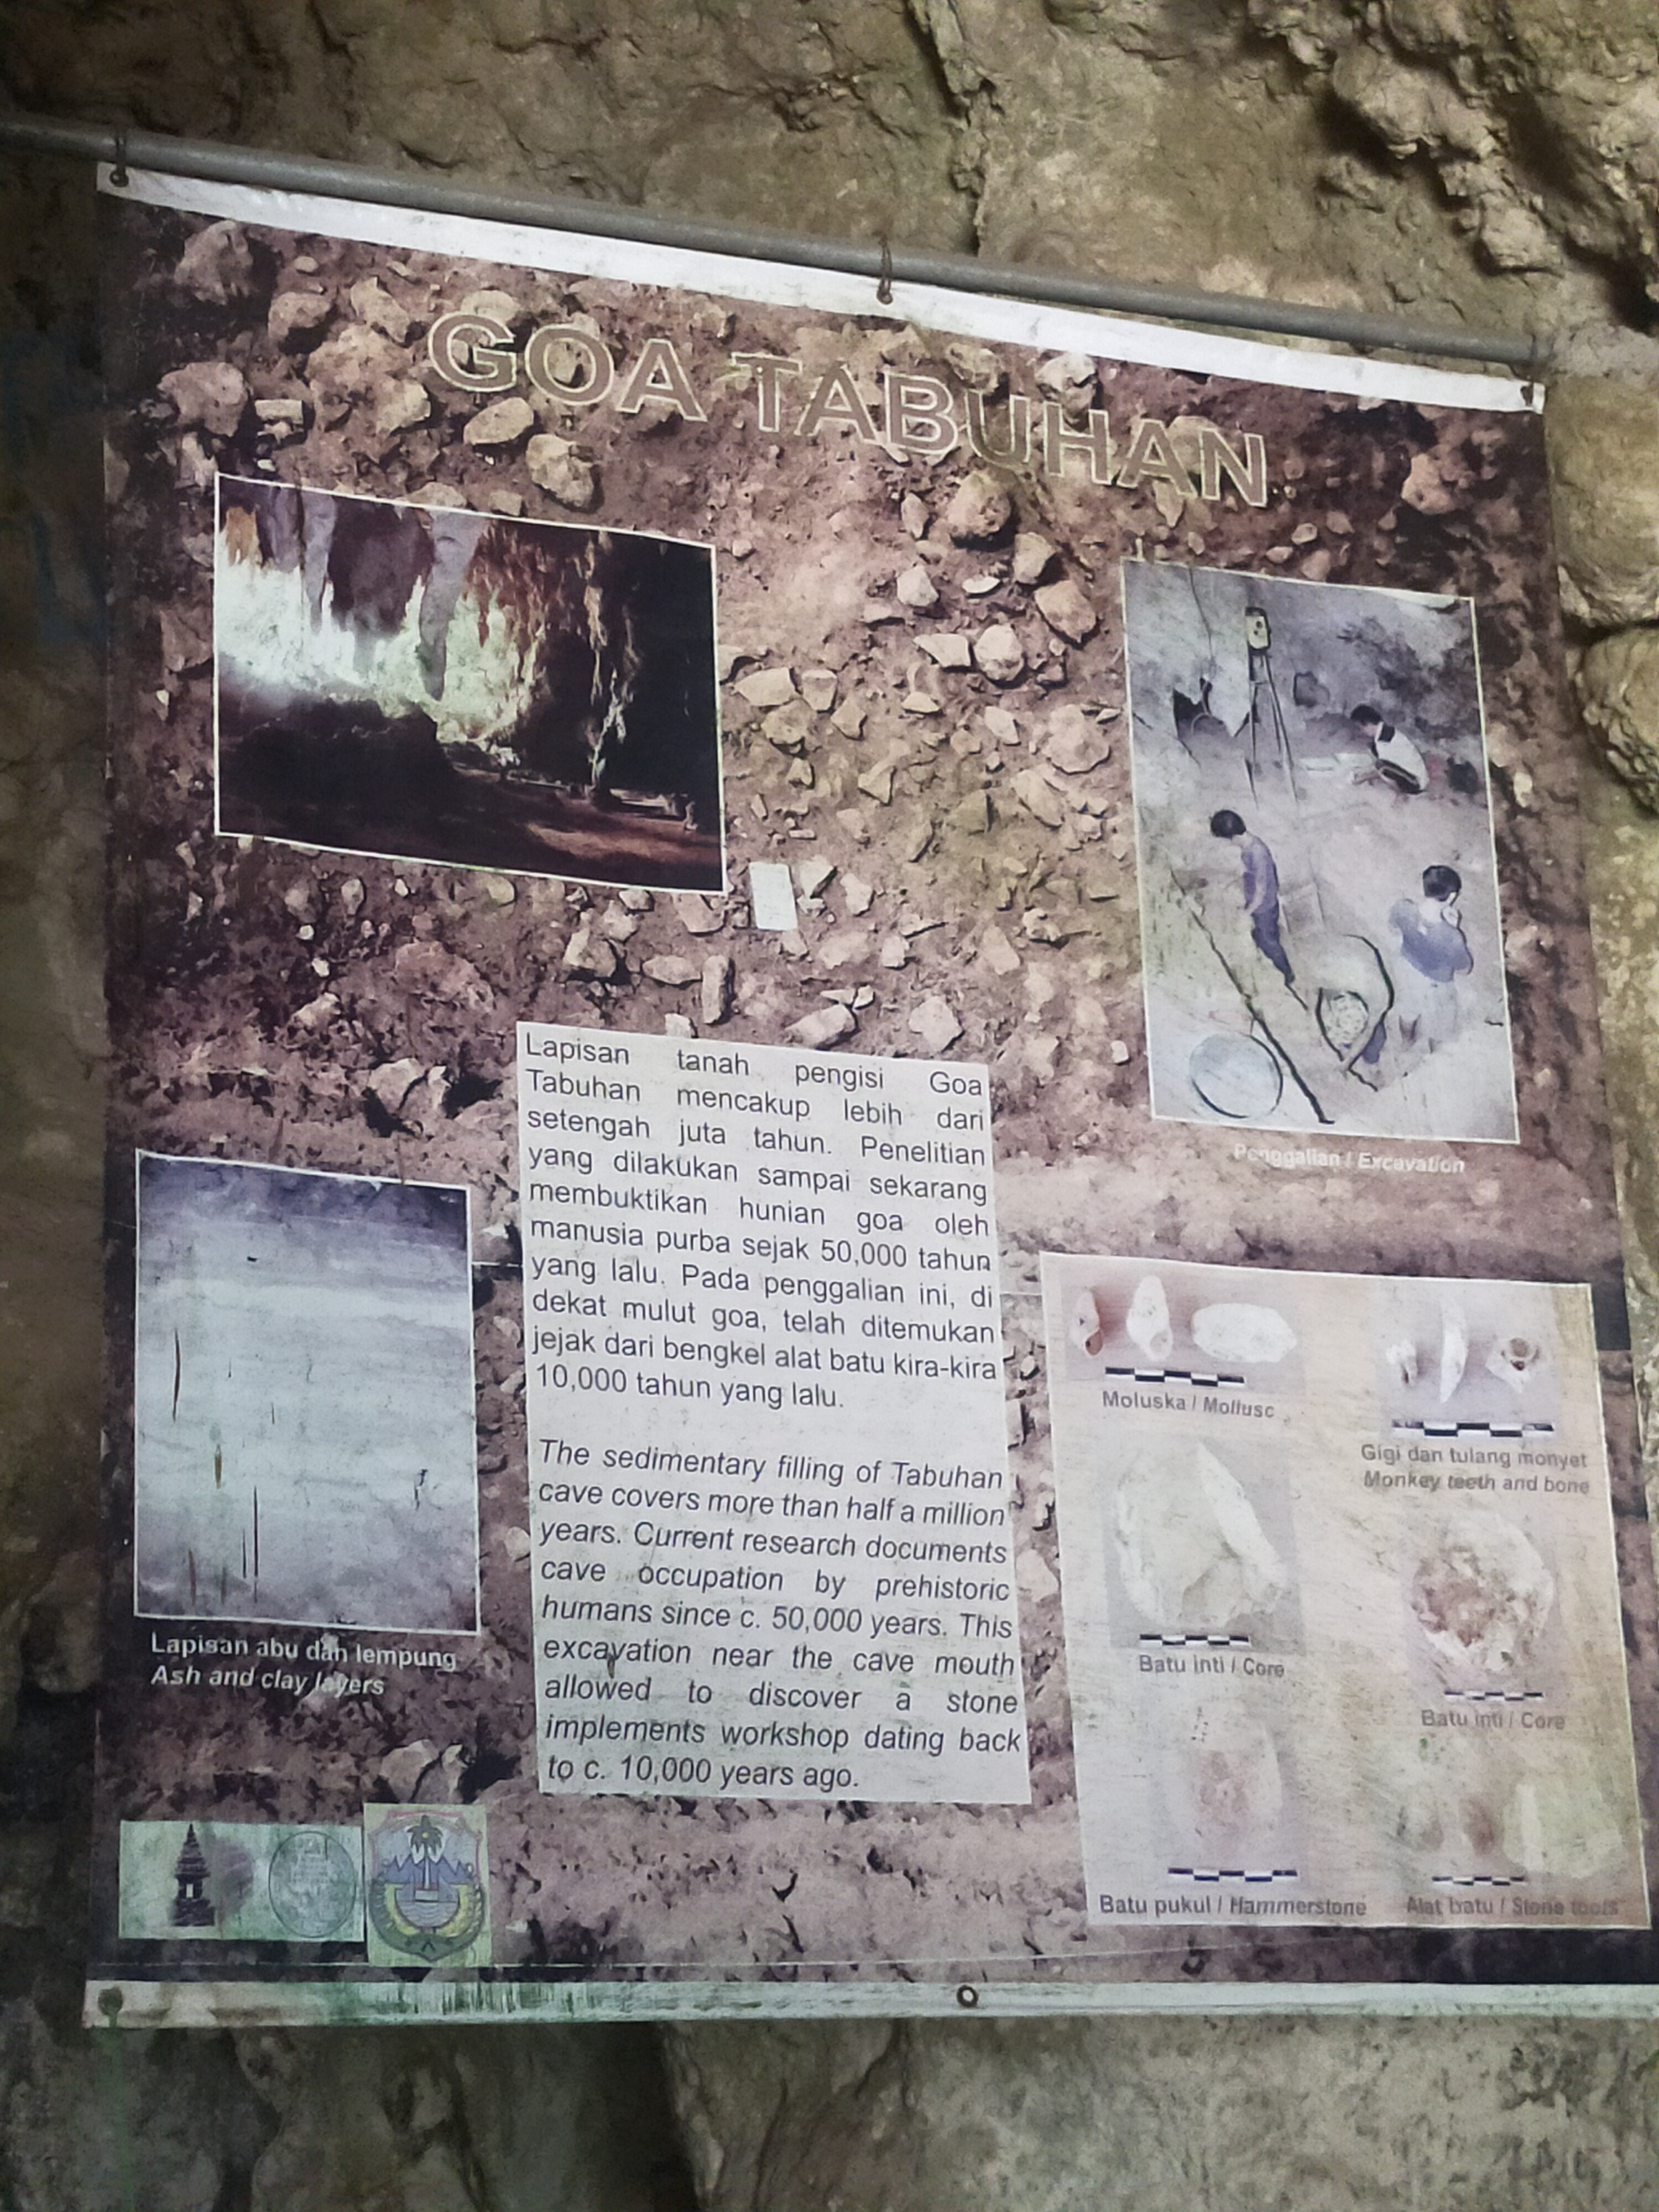 GOA TABUHAN
Penggalian / Excavation
Lapisan tanah pengisi Goa
Tabuhan mencakup lebih dari
setengah juta tahun. Penelitian
yang dilakukan sampai sekarang
membuktikan hunian goa oleh
manusia purba sejak 50,000 tahun
yang lalu. Pada penggalian ini, di
dekat mulut goa, telah ditemukan
jejak dari bengkel alat batu kira-kira
10,000 tahun yang lalu.
The sedimentary filling of Tabuhan
cave covers more than half a million
years. Current research documents
cave occupation by prehistoric
humans since c. 50,000 years. This
excavation near the cave mouth
allowed to discover a stone
implements workshop dating back
to c. 10,000 years ago.
Lapisan abu dan lempung
Ash and clay layers
Moluska / Mollusc
Gigi dan tulang monyet
Monkey teeth and bone
Batu inti / Core
Batu inti / Core
Batu pukul / Hammerstone
Alat batu / Stone tools